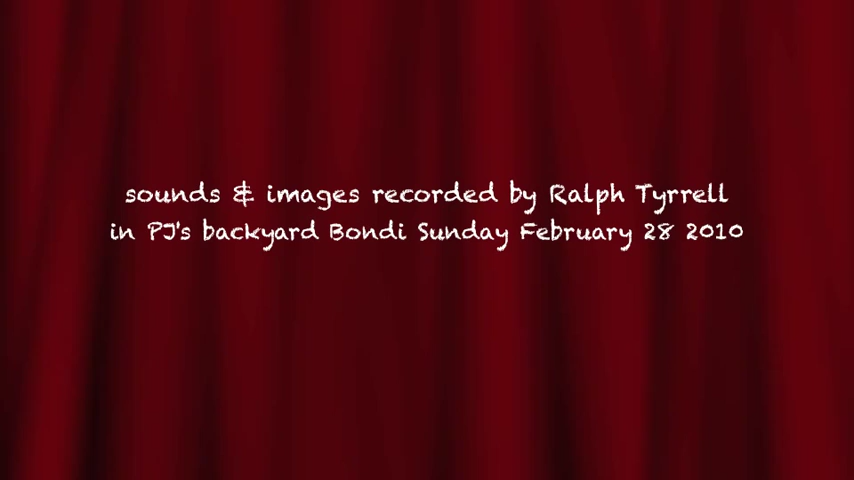 sounds & images recorded by Ralph Tyrrell
in PJ's backyard Bondi Sunday February 28 2010